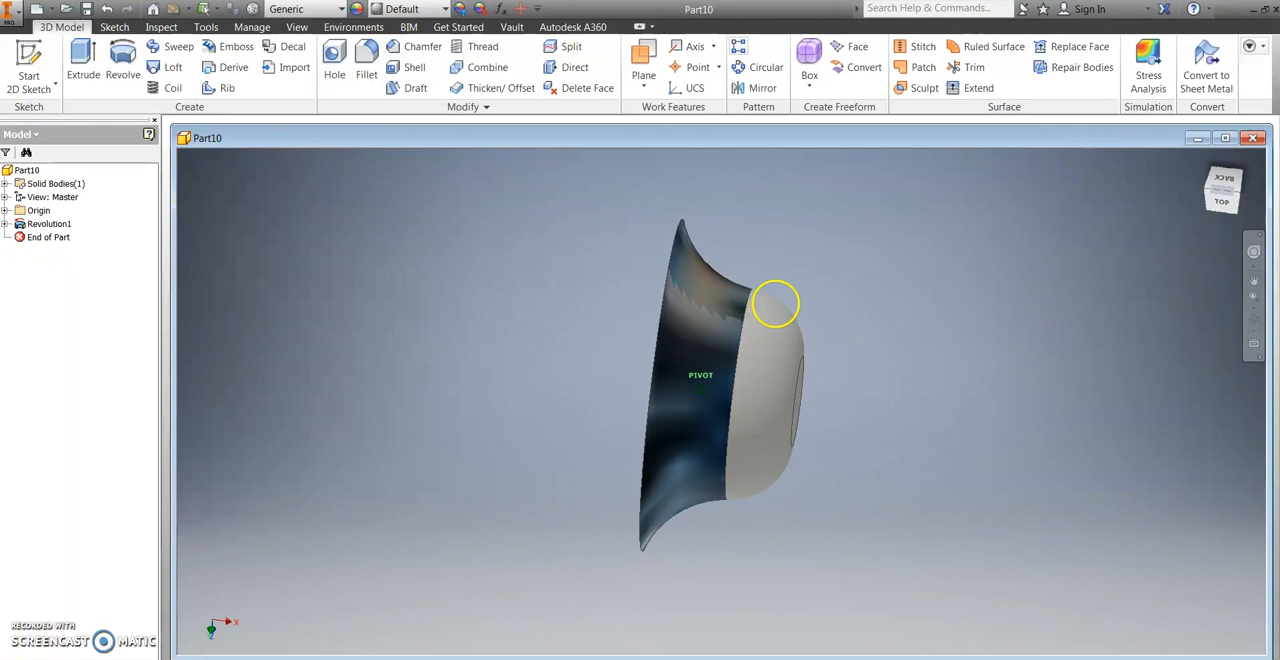 PRO
Generic
Default
Part10
Search Help & Commands...
Sign In
3D Model
Sketch
Inspect
Tools
Manage
View
Environments
BIM
Get Started
Vault
Autodesk A360
Start
2D Sketch
Extrude
Revolve
Sweep
Loft
Coil
Emboss
Derive
Rib
Decal
Import
Hole
Fillet
Chamfer
Shell
Draft
Thread
Combine
Thicken/ Offset
Split
Direct
Delete Face
Plane
Axis
Point
UCS
Circular
Mirror
Box
Face
Convert
Stitch
Patch
Sculpt
Ruled Surface
Trim
Extend
Replace Face
Repair Bodies
Stress
Analysis
Convert to
Sheet Metal
Sketch
Create
Modify
Work Features
Pattern
Create Freeform
Surface
Simulation
Convert
Model
Part10
Solid Bodies(1)
View: Master
Origin
Revolution1
End of Part
Part10
BACK
TOP
PIVOT
X
Z
RECORDED WITH
SCREENCAST MATIC